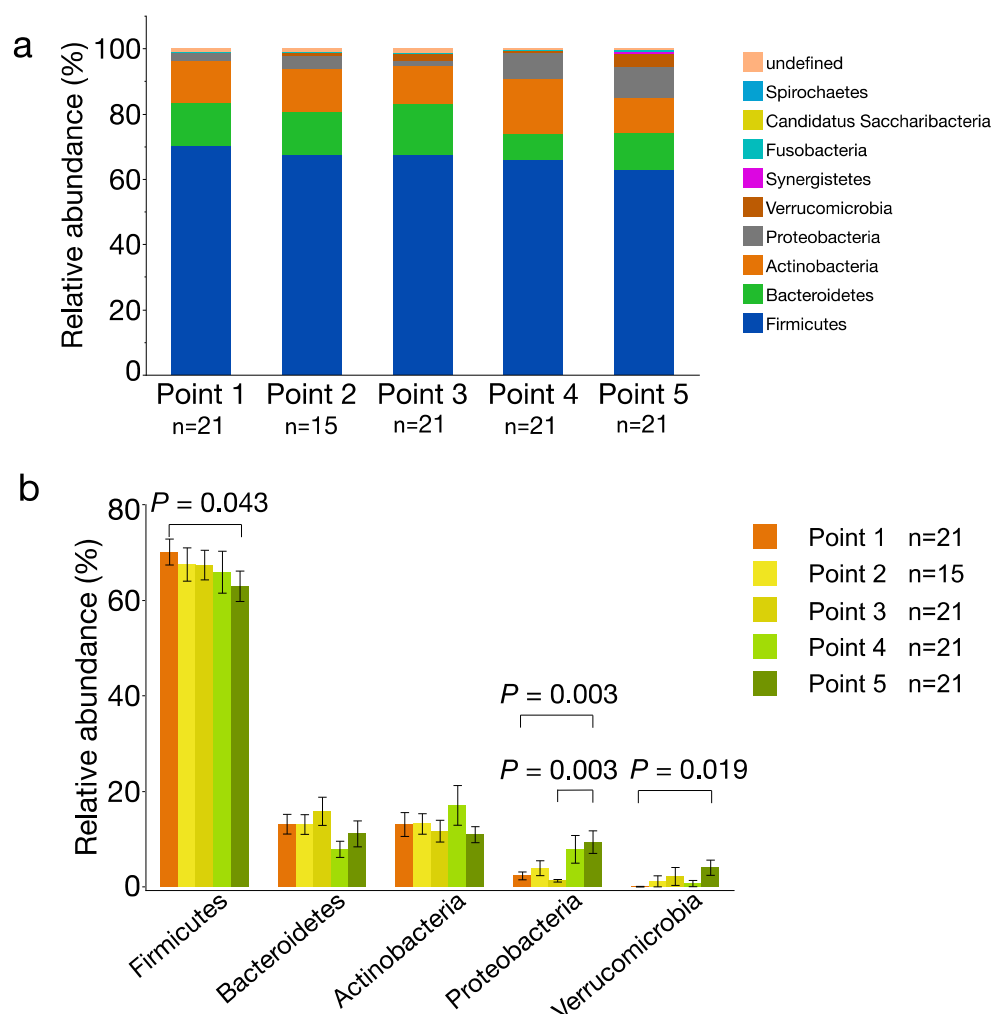 a
Relative abundance (%)
100
80
60
40
20
0
Point 1
n=21
Point 2
n=15
Point 3
n=21
Point 4
n=21
Point 5
n=21
undefined
Spirochaetes
Candidatus Saccharibacteria
Fusobacteria
Synergistetes
Verrucomicrobia
Proteobacteria
Actinobacteria
Bacteroidetes
Firmicutes
b
Relative abundance (%)
80
60
40
20
0
P = 0.043
P = 0.003
P = 0.003
P = 0.019
Firmicutes
Bacteroidetes
Actinobacteria
Proteobacteria
Verrucomicrobia
Point 1 n=21
Point 2 n=15
Point 3 n=21
Point 4 n=21
Point 5 n=21